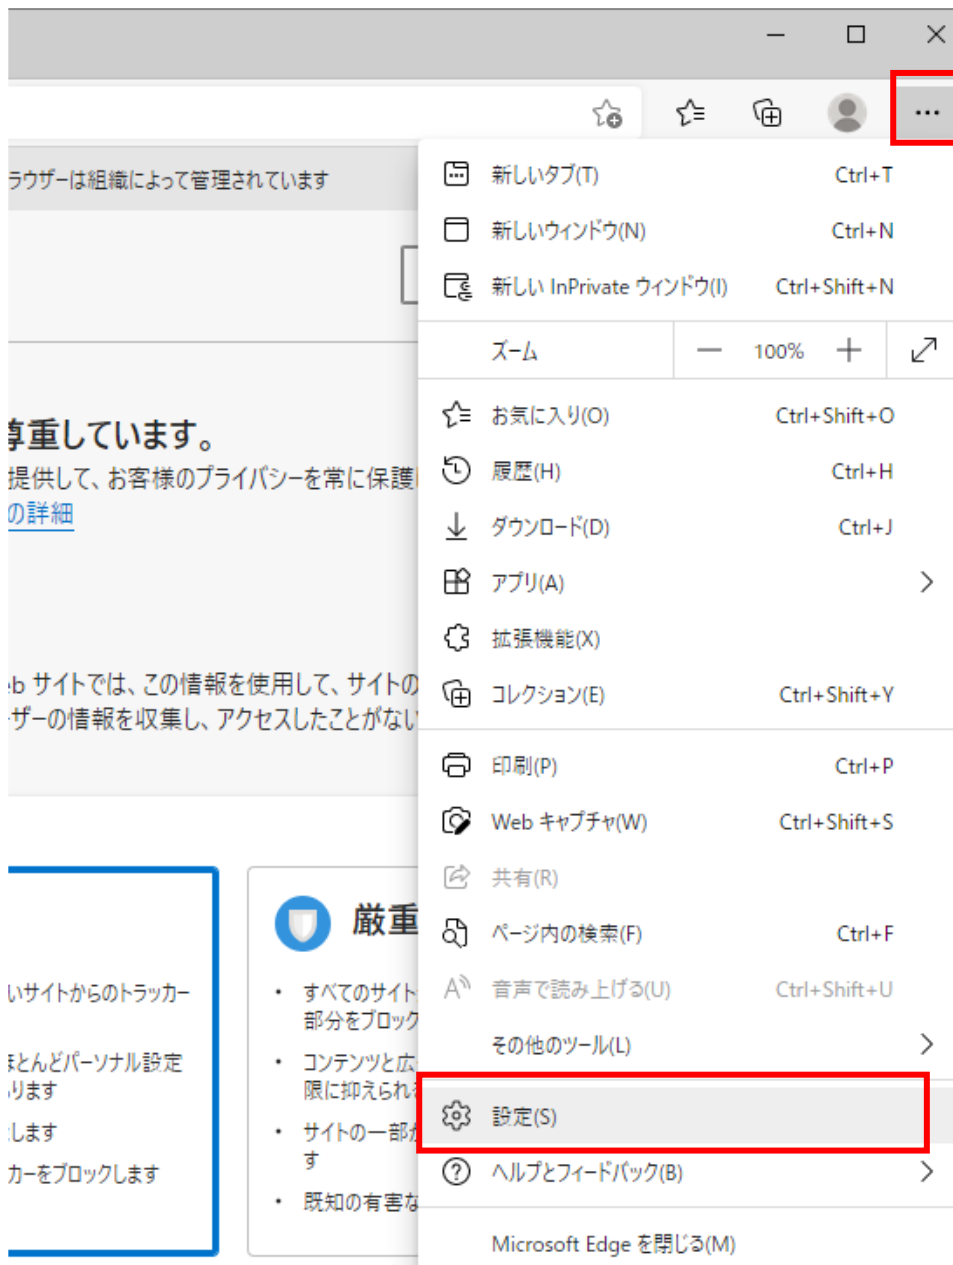 ラウザーは組織によって管理されています
新しいタブ(T) Ctrl+T
新しいウィンドウ(N) Ctrl+N
新しい InPrivate ウィンドウ(I) Ctrl+Shift+N
ズーム 100%
お気に入り(O) Ctrl+Shift+O
履歴(H) Ctrl+H
ダウンロード(D) Ctrl+J
アプリ(A)
拡張機能(X)
コレクション(E) Ctrl+Shift+Y
印刷(P) Ctrl+P
Web キャプチャ(W) Ctrl+Shift+S
共有(R)
ページ内の検索(F) Ctrl+F
音声で読み上げる(U) Ctrl+Shift+U
その他のツール(L)
設定(S)
ヘルプとフィードバック(B)
Microsoft Edge を閉じる(M)
尊重しています。
提供して、お客様のプライバシーを常に保護
の詳細
eb サイトでは、この情報を使用して、サイトの
ーザーの情報を収集し、アクセスしたことがない
いサイトからのトラッカー
ほとんどパーソナル設定
ります
します
カーをブロックします
厳重
• すべてのサイト
部分をブロック
• コンテンツと広
限に抑えられ
• サイトの一部が
す
• 既知の有害な